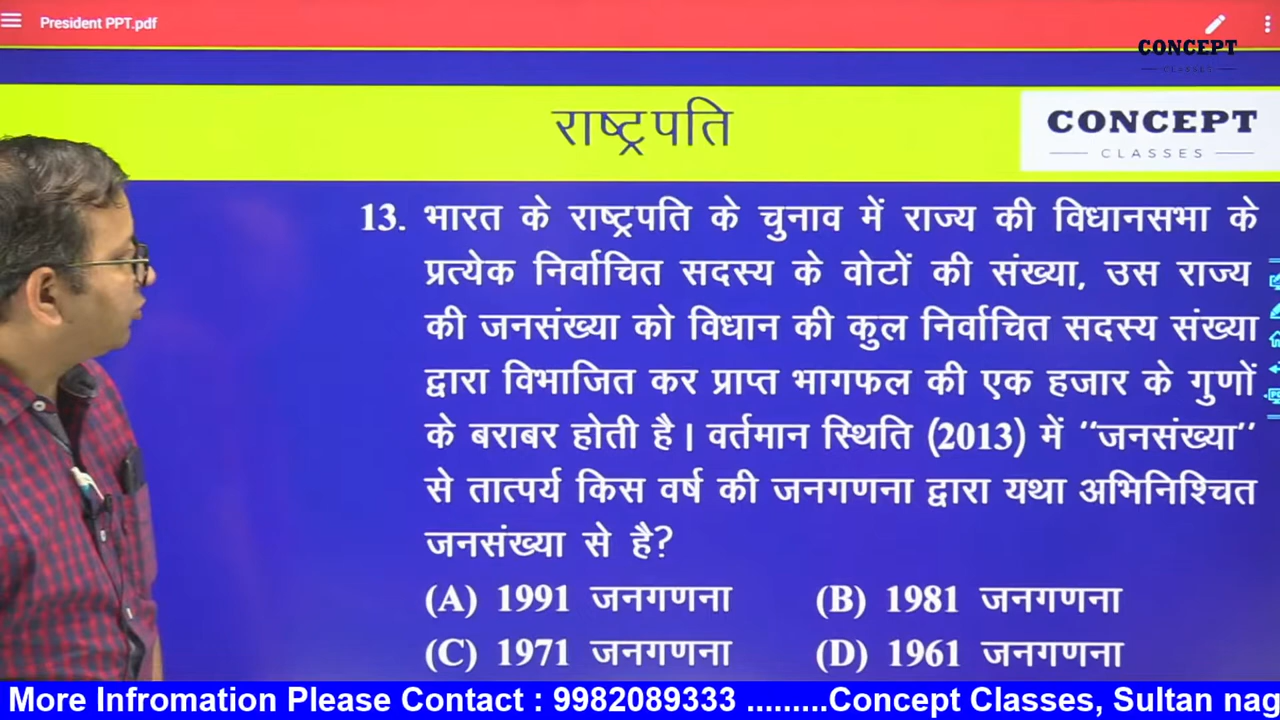 President PPT.pdf
CONCEPT
CLASSES
राष्ट्रपति
CONCEPT
CLASSES
13. भारत के राष्ट्रपति के चुनाव में राज्य की विधानसभा के
प्रत्येक निर्वाचित सदस्य के वोटों की संख्या, उस राज्य
की जनसंख्या को विधान की कुल निर्वाचित सदस्य संख्या
द्वारा विभाजित कर प्राप्त भागफल की एक हजार के गुणों
के बराबर होती है। वर्तमान स्थिति (2013) में ‘‘जनसंख्या’’
से तात्पर्य किस वर्ष की जनगणना द्वारा यथा अभिनिश्चित
जनसंख्या से है?
(A) 1991 जनगणना (B) 1981 जनगणना
(C) 1971 जनगणना (D) 1961 जनगणना
More Infromation Please Contact : 9982089333 .........Concept Classes, Sultan nag